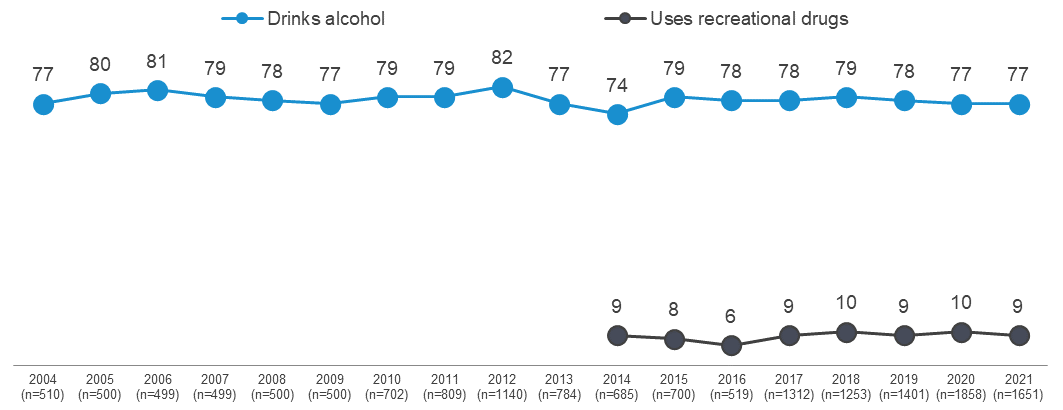 Drinks alcohol Uses recreational drugs
77 80 81 79 78 77 79 79 82 77 74 79 78 78 79 78 77 77
9 8 6 9 10 9 10 9
2004 2005 2006 2007 2008 2009 2010 2011 2012 2013 2014 2015 2016 2017 2018 2019 2020 2021
(n=510) (n=500) (n=499) (n=499) (n=500) (n=500) (n=702) (n=809) (n=1140) (n=784) (n=685) (n=700) (n=519) (n=1312) (n=1253) (n=1401) (n=1858) (n=1651)